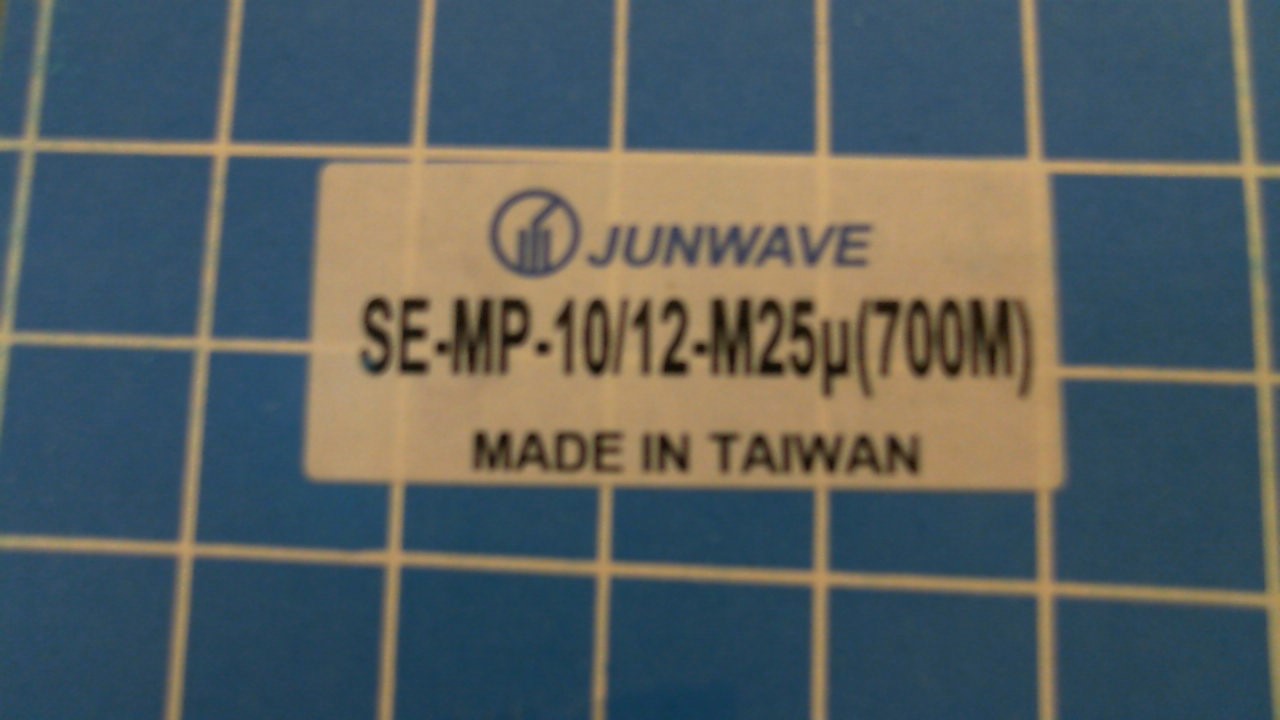 JUNWAVE
SE-MP-10/12-M25µ(700M)
MADE IN TAIWAN